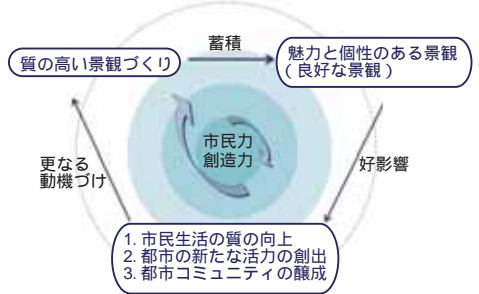 蓄積
質の高い景観づくり
魅力と個性のある景観
(良好な景観)
市民力
創造力
更なる
動機づけ
好影響
1. 市民生活の質の向上
2. 都市の新たな活力の創出
3. 都市コミュニティの醸成